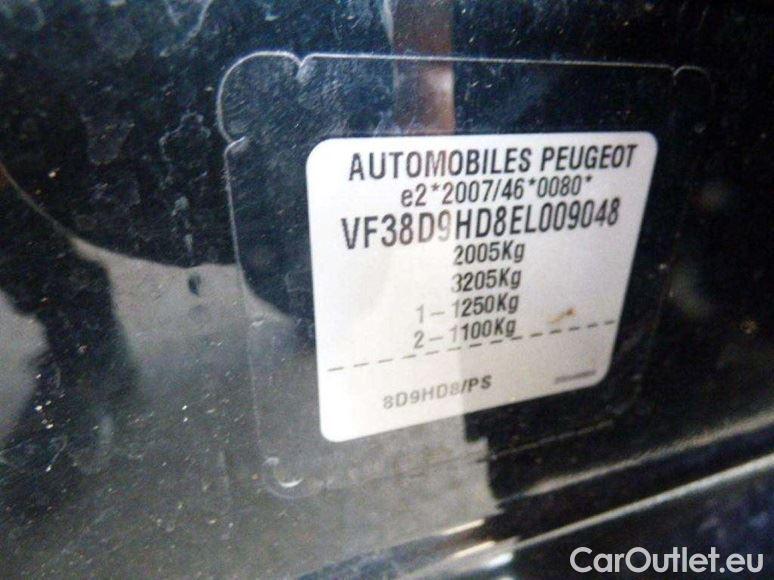 AUTOMOBILES PEUGEOT
e2*2007/46*0080*
VF38D9HD8EL009048
2005Kg
3205Kg
1-1250Kg
2-1100Kg
8D9HD8/PS
CarOutlet.eu